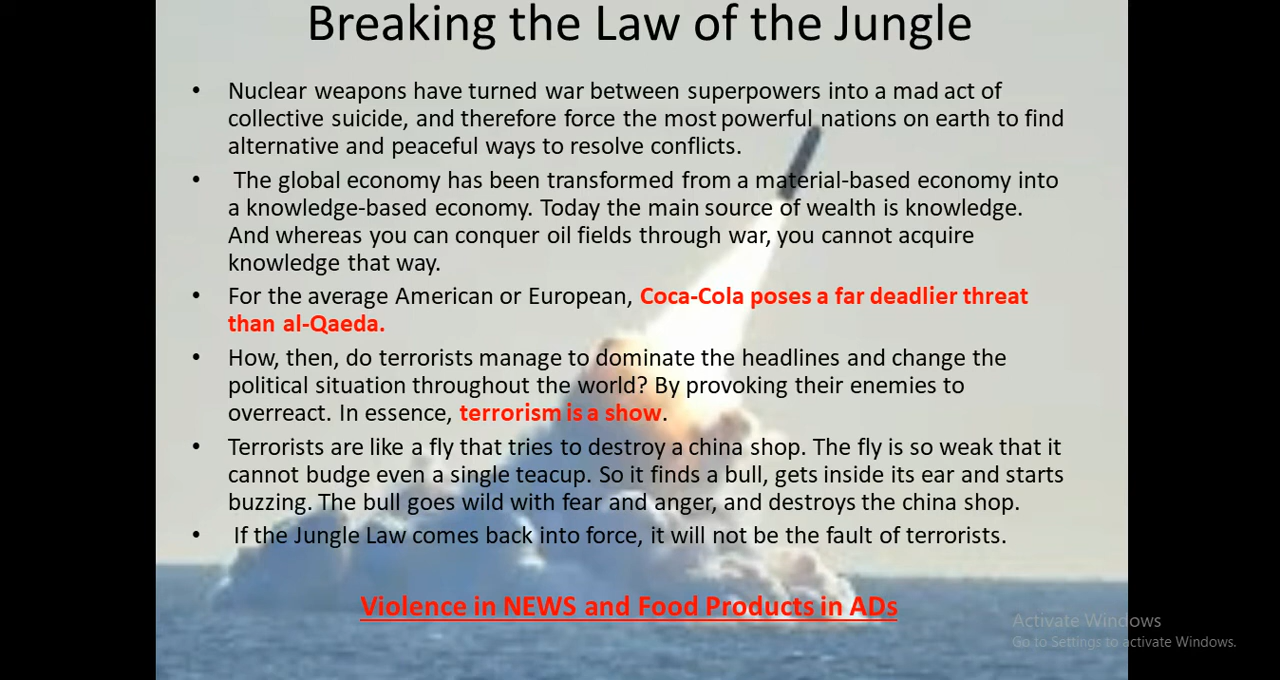 Breaking the Law of the Jungle
• Nuclear weapons have turned war between superpowers into a mad act of
collective suicide, and therefore force the most powerful nations on earth to find
alternative and peaceful ways to resolve conflicts.
• The global economy has been transformed from a material-based economy into
a knowledge-based economy. Today the main source of wealth is knowledge.
And whereas you can conquer oil fields through war, you cannot acquire
knowledge that way.
• For the average American or European, Coca-Cola poses a far deadlier threat
than al-Qaeda.
• How, then, do terrorists manage to dominate the headlines and change the
political situation throughout the world? By provoking their enemies to
overreact. In essence, terrorism is a show.
• Terrorists are like a fly that tries to destroy a china shop. The fly is so weak that it
cannot budge even a single teacup. So it finds a bull, gets inside its ear and starts
buzzing. The bull goes wild with fear and anger, and destroys the china shop.
• If the Jungle Law comes back into force, it will not be the fault of terrorists.
Violence in NEWS and Food Products in ADs
Activate Windows
Go to Settings to activate Windows.